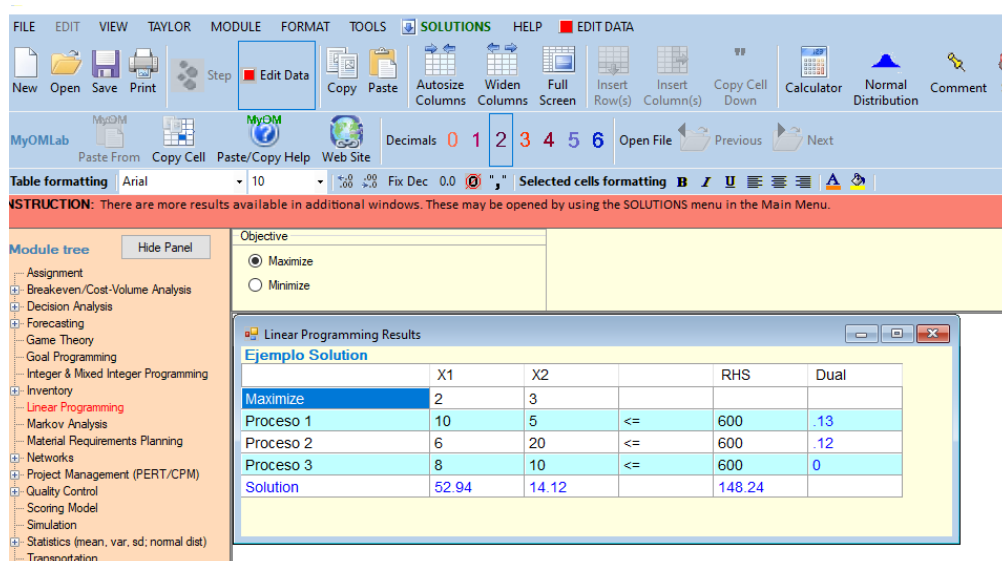 FILE EDIT VIEW TAYLOR MODULE FORMAT TOOLS SOLUTIONS HELP EDIT DATA
New Open Save Print Step Edit Data Copy Paste Autosize Columns Widen Columns Full Screen Insert Row(s) Insert Column(s) Copy Cell Down Calculator Normal Distribution Comment
MyOMLab Paste From Copy Cell Paste/Copy Help Web Site Decimals 0 1 2 3 4 5 6 Open File Previous Next
Table formatting Arial 10 Fix Dec 0.0 Selected cells formatting B I U A
NSTRUCTION: There are more results available in additional windows. These may be opened by using the SOLUTIONS menu in the Main Menu.
Module tree Hide Panel
Assignment
Breakeven/Cost-Volume Analysis
Decision Analysis
Forecasting
Game Theory
Goal Programming
Integer & Mixed Integer Programming
Inventory
Linear Programming
Markov Analysis
Material Requirements Planning
Networks
Project Management (PERT/CPM)
Quality Control
Scoring Model
Simulation
Statistics (mean, var, sd; normal dist)
Transportation
Objective
Maximize
Minimize
Linear Programming Results
Ejemplo Solution
X1 X2 RHS Dual
Maximize 2 3
Proceso 1 10 5 <= 600 .13
Proceso 2 6 20 <= 600 .12
Proceso 3 8 10 <= 600 0
Solution 52.94 14.12 148.24